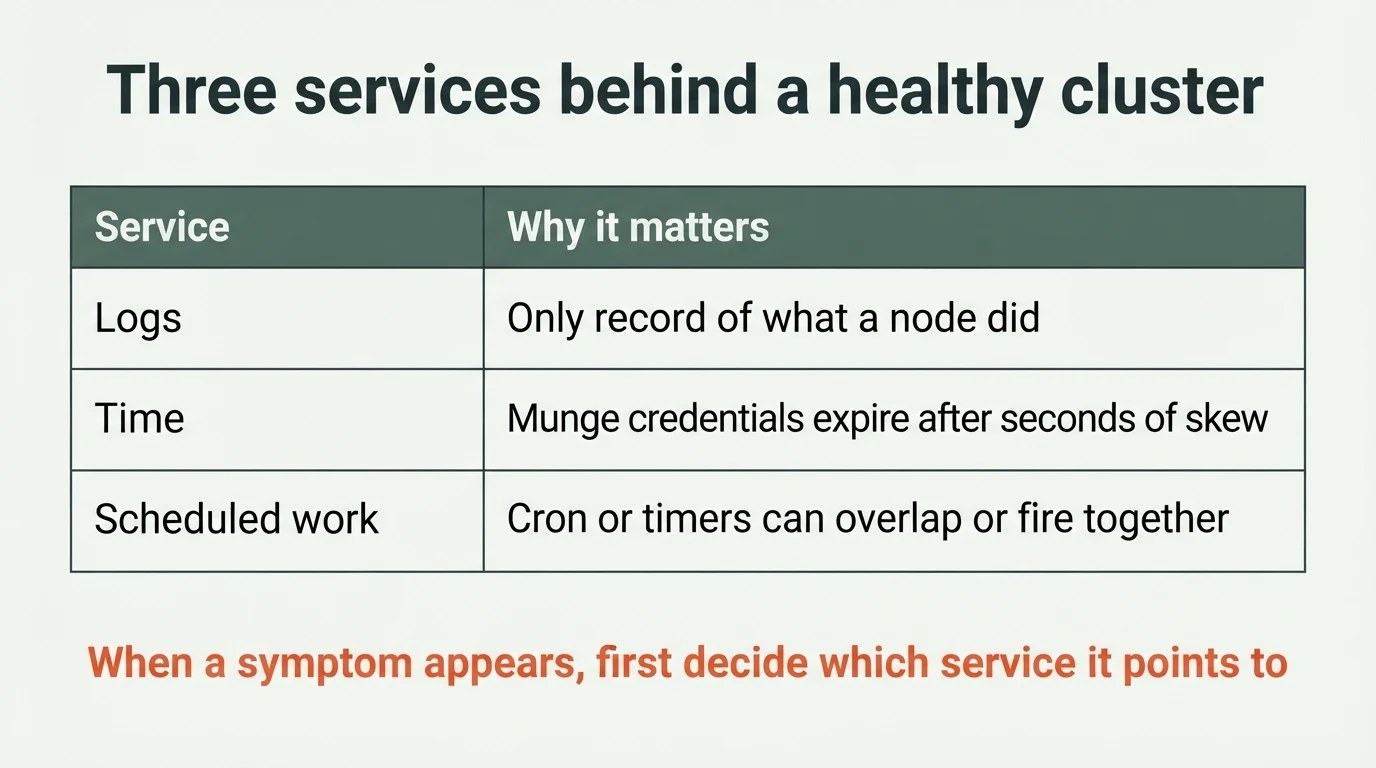 Three services behind a healthy cluster
Service
Why it matters
Logs
Only record of what a node did
Time
Munge credentials expire after seconds of skew
Scheduled work
Cron or timers can overlap or fire together
When a symptom appears, first decide which service it points to